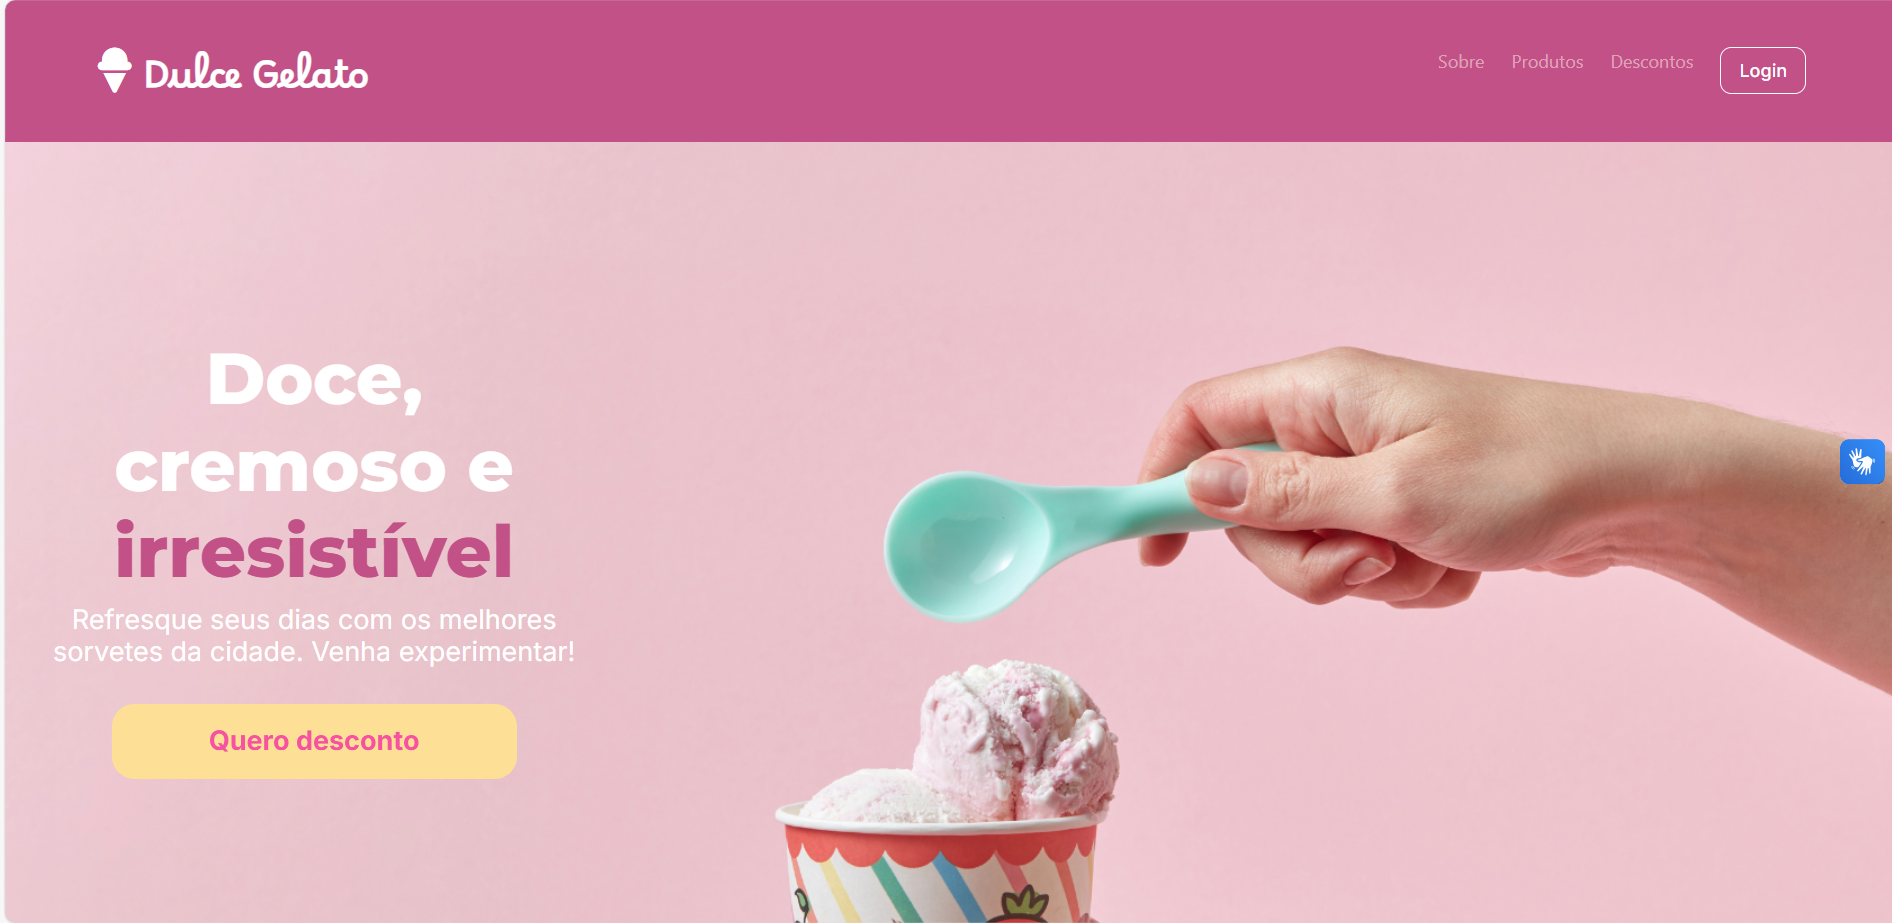 Dulce Gelato
Sobre Produtos Descontos Login
Doce,
cremoso e
irresistível
Refresque seus dias com os melhores
sorvetes da cidade. Venha experimentar!
Quero desconto